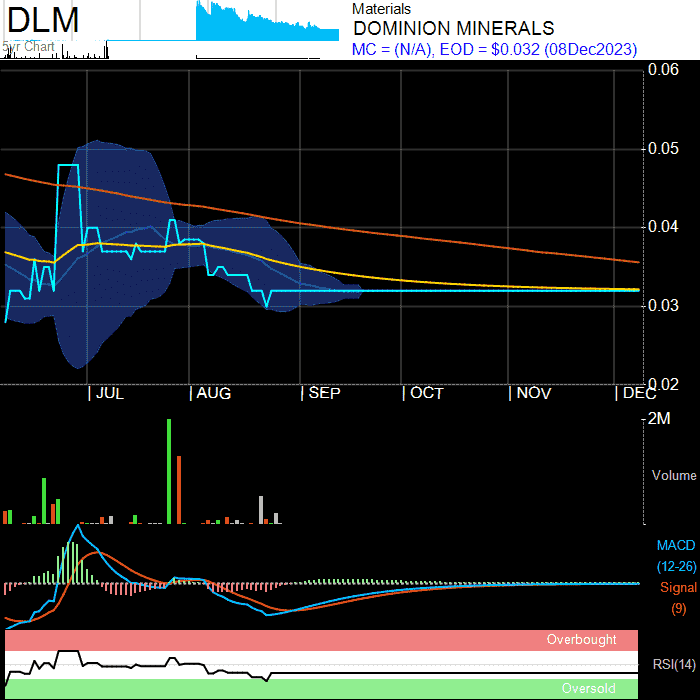 DLM
5yr Chart
Materials
DOMINION MINERALS
MC = (N/A), EOD = $0.032 (08Dec2023)
0.06
0.05
0.04
0.03
0.02
| JUL | AUG | SEP | OCT | NOV | DEC
2M
Volume
MACD
(12-26)
Signal
(9)
Overbought
RSI(14)
Oversold